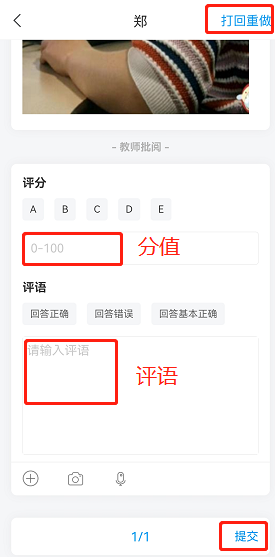 郑 打回重做
– 教师批阅 –
评分
A B C D E
0-100 分值
评语
回答正确 回答错误 回答基本正确
请输入评语
评语
1/1 提交